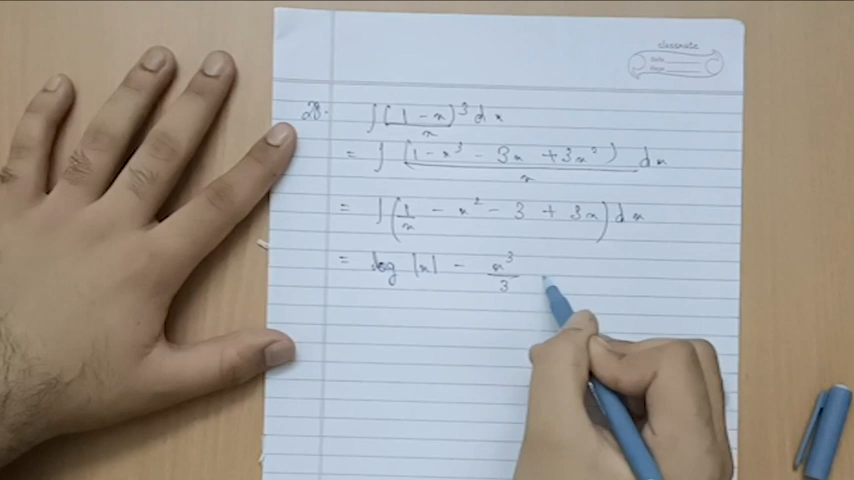 classmate
Date
Page
28. ∫ (1 - x)³ / x dx
= ∫ (1 - x³ - 3x + 3x²) / x dx
= ∫ (1/x - x² - 3 + 3x) dx
= log |x| - x³/3